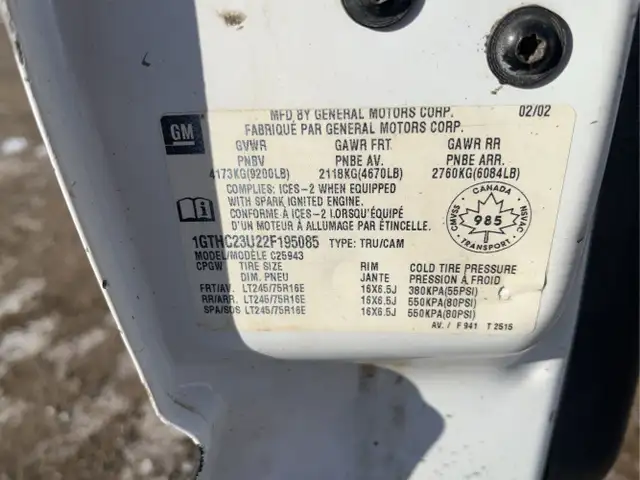 MFD BY GENERAL MOTORS CORP. 02/02
FABRIQUÉ PAR GENERAL MOTORS CORP.
GM
GVWR GAWR FRT GAWR RR
PNBV PNBE AV. PNBE ARR.
4173KG(9200LB) 2118KG(4670LB) 2760KG(6084LB)
COMPLIES: ICES-2 WHEN EQUIPPED
WITH SPARK IGNITED ENGINE.
CONFORME À ICES-2 LORSQU'ÉQUIPÉ
D'UN MOTEUR À ALLUMAGE PAR ÉTINCELLE.
CANADA
CMVSS 985 NSVAC
TRANSPORT
1GTHC23U22F195085 TYPE: TRU/CAM
MODEL/MODÈLE C25943
CPGW TIRE SIZE RIM COLD TIRE PRESSURE
DIM. PNEU JANTE PRESSION À FROID
FRT/AV. LT245/75R16E 16X6.5J 380KPA(55PSI)
RR/ARR. LT245/75R16E 16X6.5J 550KPA(80PSI)
SPA/SDS LT245/75R16E 16X6.5J 550KPA(80PSI)
AV. / F 941 T 2515